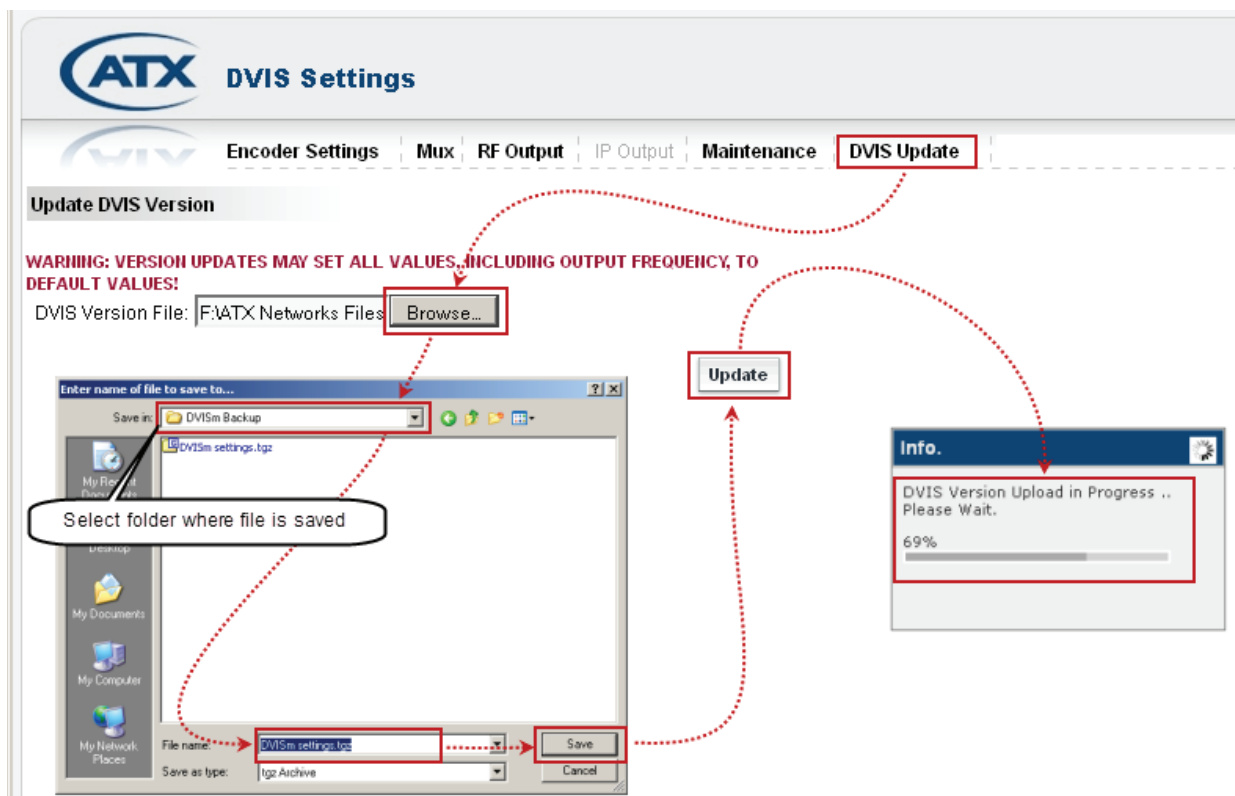 ATX
DVIS Settings
Encoder Settings Mux RF Output IP Output Maintenance DVIS Update
Update DVIS Version
WARNING: VERSION UPDATES MAY SET ALL VALUES, INCLUDING OUTPUT FREQUENCY, TO
DEFAULT VALUES!
DVIS Version File: F:\ATX Networks Files Browse...
Update
Enter name of file to save to...
Save in: DVISm Backup
DVISm settings.tgz
My Recent
Documents
Select folder where file is saved
Desktop
My Documents
My Computer
My Network
Places
File name: DVISm settings.tgz Save
Save as type: tgz Archive Cancel
Info.
DVIS Version Upload in Progress ..
Please Wait.
69%